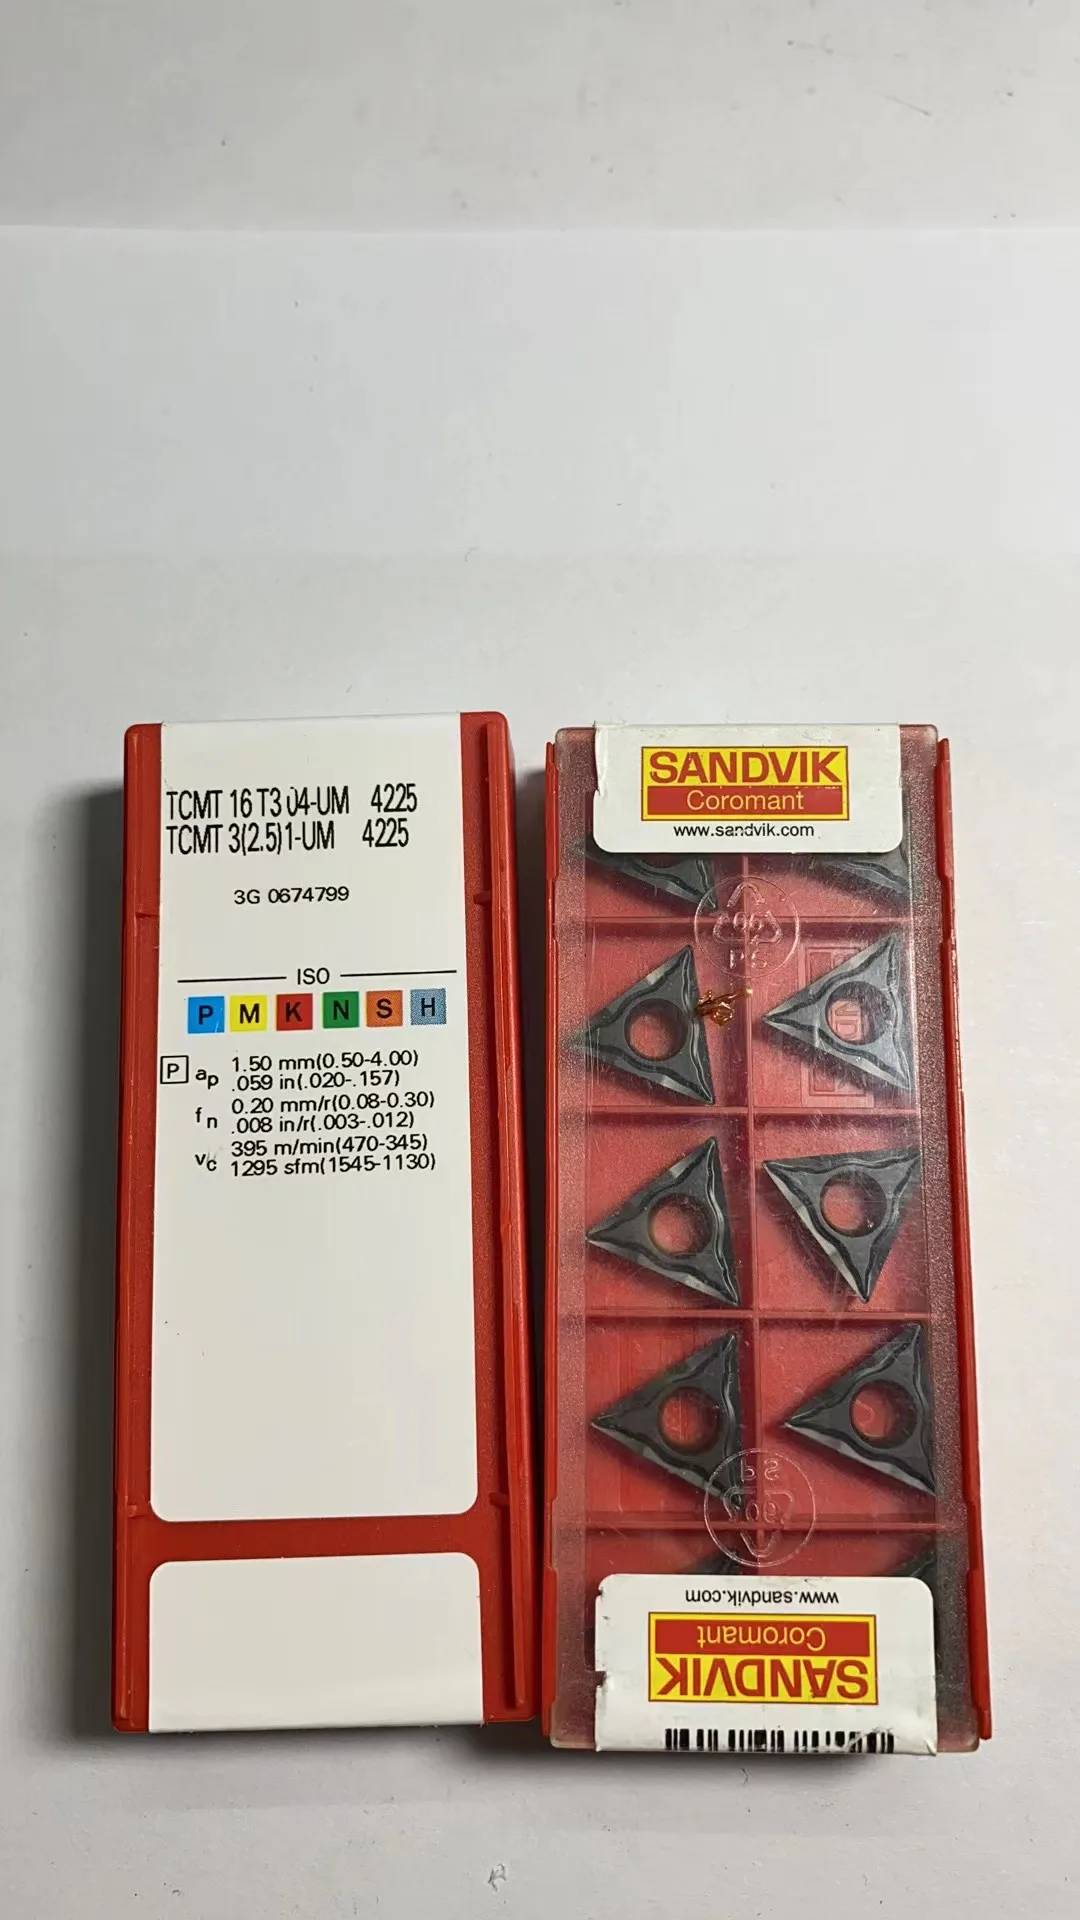 TCMT 16 T3 04-UM 4225
TCMT 3(2.5)1-UM 4225
3G 0674799
ISO
P M K N S H
P ap 1.50 mm(0.50-4.00)
.059 in(.020-.157)
fn 0.20 mm/r(0.08-0.30)
.008 in/r(.003-.012)
vc 395 m/min(470-345)
1295 sfm(1545-1130)
SANDVIK
Coromant
www.sandvik.com
PS
PS
www.sandvik.com
Coromant
SANDVIK